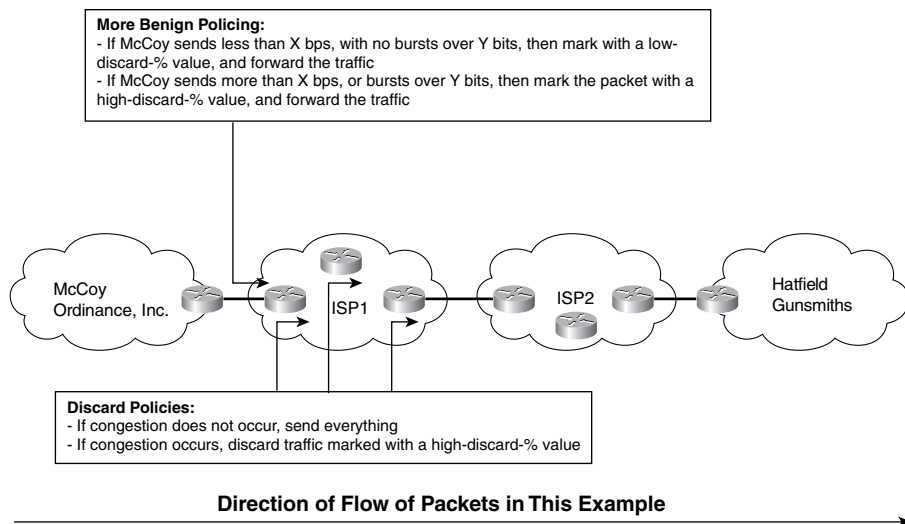 More Benign Policing:
- If McCoy sends less than X bps, with no bursts over Y bits, then mark with a low-
discard-% value, and forward the traffic
- If McCoy sends more than X bps, or bursts over Y bits, then mark the packet with a
high-discard-% value, and forward the traffic
McCoy
Ordinance, Inc.
ISP1
ISP2
Hatfield
Gunsmiths
Discard Policies:
- If congestion does not occur, send everything
- If congestion occurs, discard traffic marked with a high-discard-% value
Direction of Flow of Packets in This Example